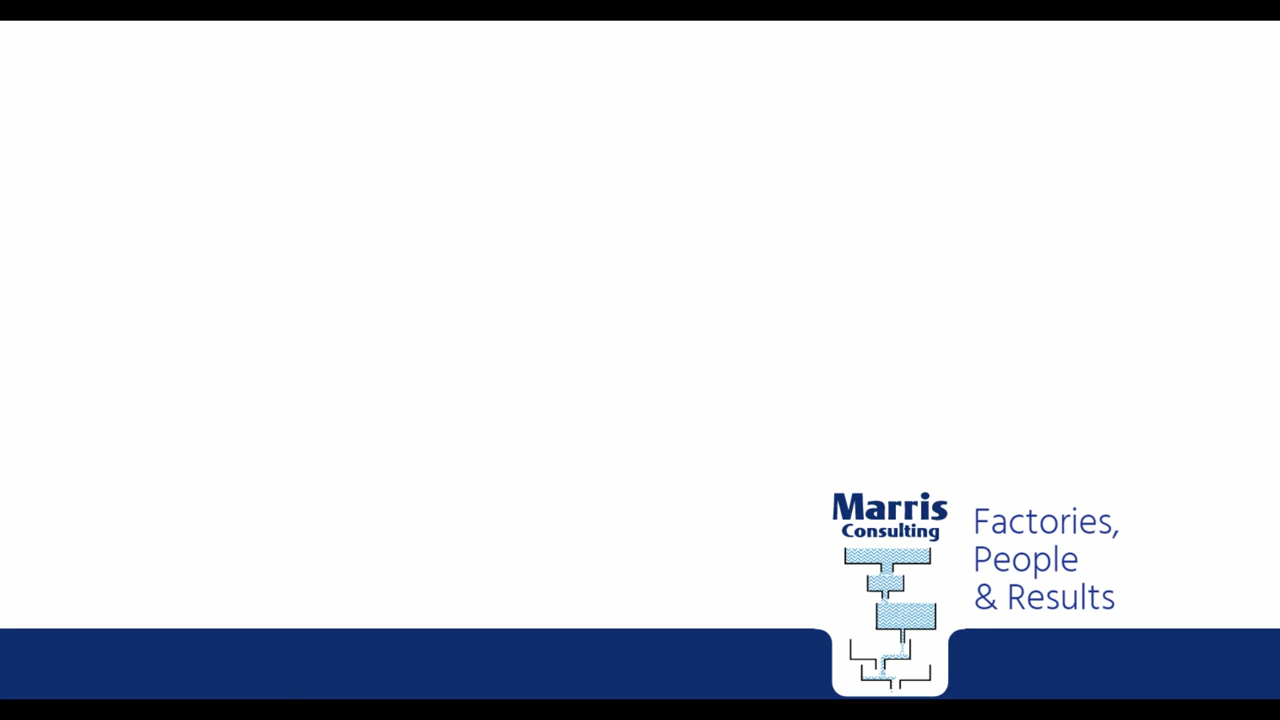 Marris
Consulting
Factories,
People
& Results